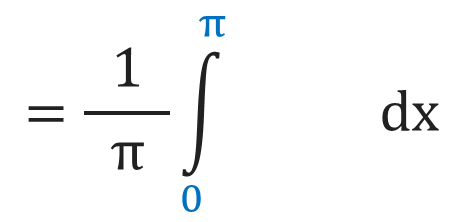 = 1/π ∫₀^π dx